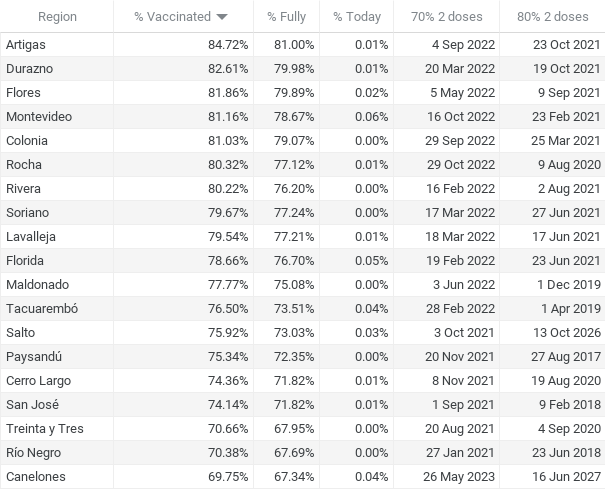 Region % Vaccinated % Fully % Today 70% 2 doses 80% 2 doses
Artigas 84.72% 81.00% 0.01% 4 Sep 2022 23 Oct 2021
Durazno 82.61% 79.98% 0.01% 20 Mar 2022 19 Oct 2021
Flores 81.86% 79.89% 0.02% 5 May 2022 9 Sep 2021
Montevideo 81.16% 78.67% 0.06% 16 Oct 2022 23 Feb 2021
Colonia 81.03% 79.07% 0.00% 29 Sep 2022 25 Mar 2021
Rocha 80.32% 77.12% 0.01% 29 Oct 2022 9 Aug 2020
Rivera 80.22% 76.20% 0.00% 16 Feb 2022 2 Aug 2021
Soriano 79.67% 77.24% 0.00% 17 Mar 2022 27 Jun 2021
Lavalleja 79.54% 77.21% 0.01% 18 Mar 2022 17 Jun 2021
Florida 78.66% 76.70% 0.05% 19 Feb 2022 23 Jun 2021
Maldonado 77.77% 75.08% 0.00% 3 Jun 2022 1 Dec 2019
Tacuarembó 76.50% 73.51% 0.04% 28 Feb 2022 1 Apr 2019
Salto 75.92% 73.03% 0.03% 3 Oct 2021 13 Oct 2026
Paysandú 75.34% 72.35% 0.00% 20 Nov 2021 27 Aug 2017
Cerro Largo 74.36% 71.82% 0.01% 8 Nov 2021 19 Aug 2020
San José 74.14% 71.82% 0.01% 1 Sep 2021 9 Feb 2018
Treinta y Tres 70.66% 67.95% 0.00% 20 Aug 2021 4 Sep 2020
Río Negro 70.38% 67.69% 0.00% 27 Jan 2021 23 Jun 2018
Canelones 69.75% 67.34% 0.04% 26 May 2023 16 Jun 2027